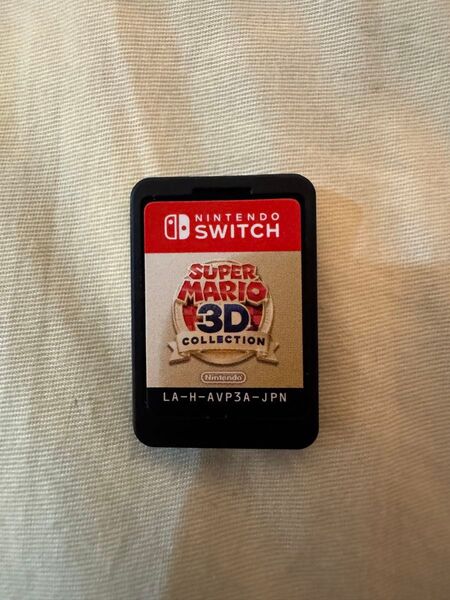 NINTENDO
SWITCH
SUPER
MARIO
3D
COLLECTION
Nintendo
LA-H-AVP3A-JPN